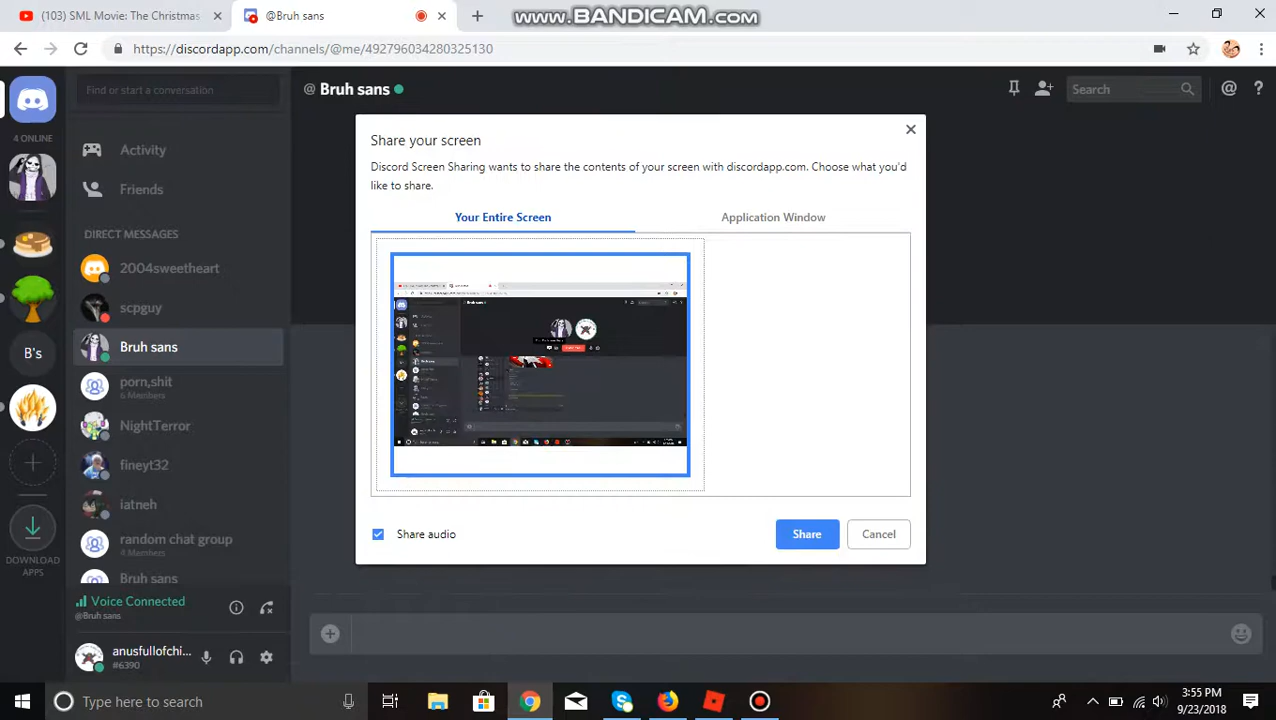 (103) SML Movie: The Christmas
@Bruh sans
www.BANDICAM.com
https://discordapp.com/channels/@me/492796034280325130
Find or start a conversation
@ Bruh sans
Search
4 ONLINE
Activity
Friends
DIRECT MESSAGES
2004sweetheart
scpguy
Bruh sans
porn,shit
6 Members
NightTerror
fineyt32
iatneh
random chat group
4 Members
Bruh sans
B's
DOWNLOAD
APPS
Voice Connected
@Bruh sans
anusfullofchi...
#6390
Share your screen
Discord Screen Sharing wants to share the contents of your screen with discordapp.com. Choose what you'd
like to share.
Your Entire Screen
Application Window
Share audio
Share
Cancel
Type here to search
5:55 PM
9/23/2018